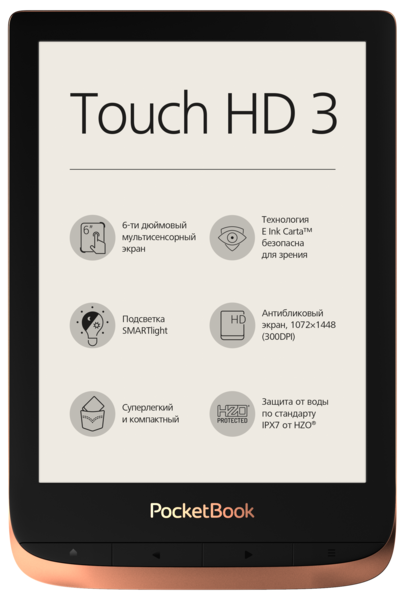 Touch HD 3
6"
6-ти дюймовый
мультисенсорный
экран
Технология
E Ink Carta™
безопасна
для зрения
Подсветка
SMARTlight
HD
Антибликовый
экран, 1072×1448
(300DPI)
Суперлегкий
и компактный
HZO
PROTECTED
Защита от воды
по стандарту
IPX7 от HZO®
PocketBook